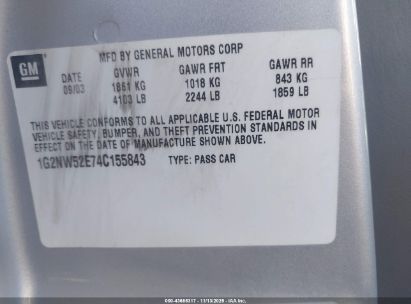 MFD BY GENERAL MOTORS CORP
GM
DATE GVWR GAWR FRT GAWR RR
09/03 1861 KG 1018 KG 843 KG
4103 LB 2244 LB 1859 LB
THIS VEHICLE CONFORMS TO ALL APPLICABLE U.S. FEDERAL MOTOR
VEHICLE SAFETY, BUMPER, AND THEFT PREVENTION STANDARDS IN
EFFECT ON THE DATE OF MANUFACTURE SHOWN ABOVE.
1G2NW52E74C155843 TYPE: PASS CAR